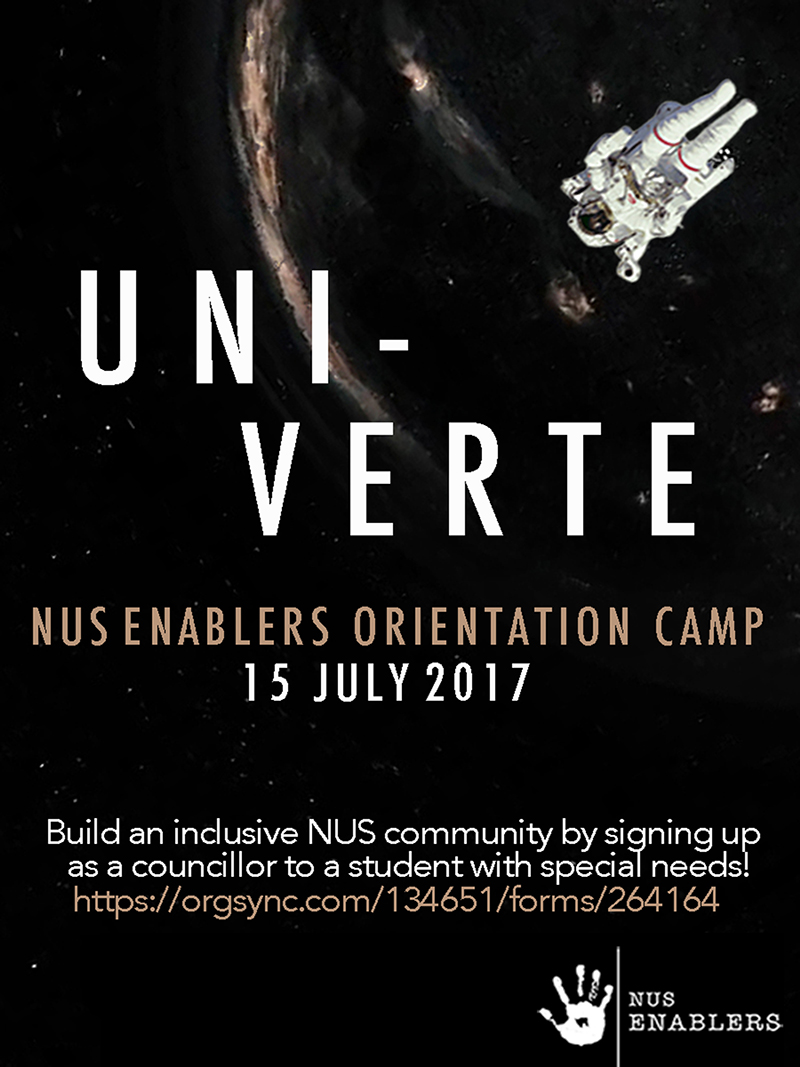 UNI-
VERTE
NUS ENABLERS ORIENTATION CAMP
15 JULY 2017
Build an inclusive NUS community by signing up
as a councillor to a student with special needs!
https://orgsync.com/134651/forms/264164
NUS
ENABLERS